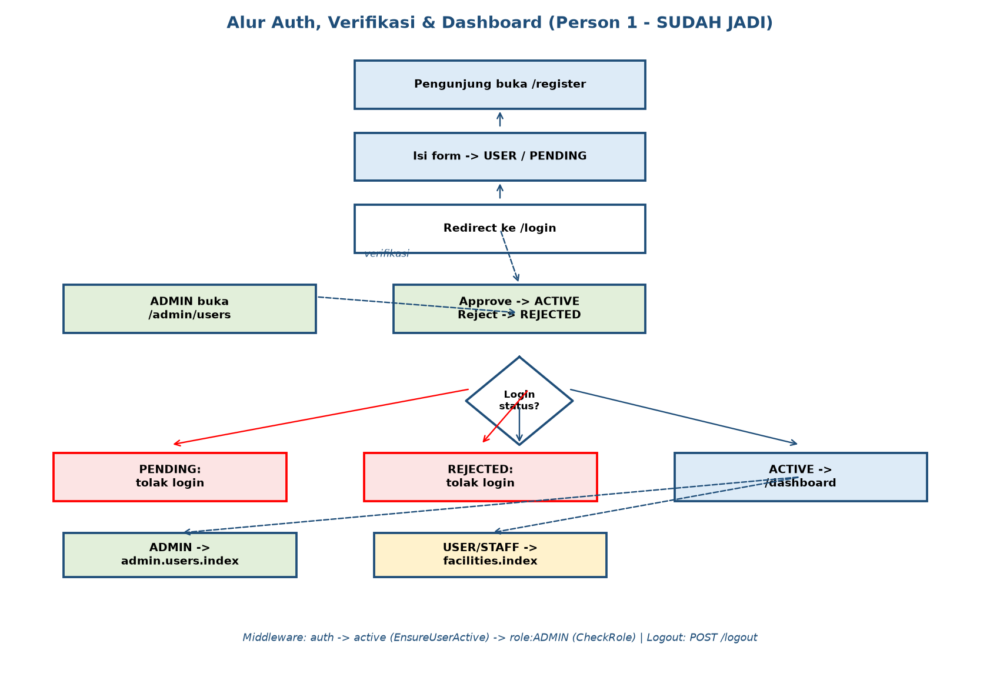 Alur Auth, Verifikasi & Dashboard (Person 1 - SUDAH JADI)
Pengunjung buka /register
Isi form -> USER / PENDING
Redirect ke /login
verifikasi
ADMIN buka
/admin/users
Approve -> ACTIVE
Reject -> REJECTED
Login
status?
PENDING:
tolak login
REJECTED:
tolak login
ACTIVE ->
/dashboard
ADMIN ->
admin.users.index
USER/STAFF ->
facilities.index
Middleware: auth -> active (EnsureUserActive) -> role:ADMIN (CheckRole) | Logout: POST /logout